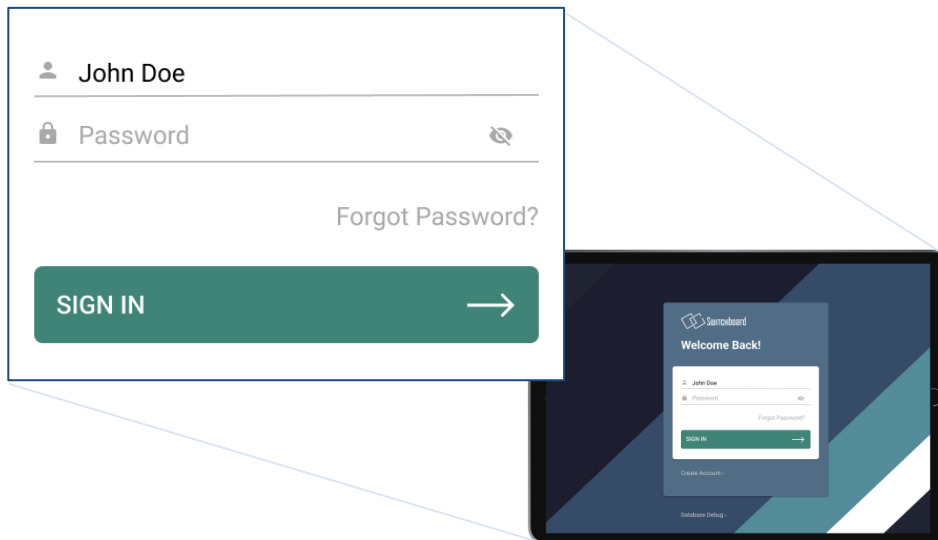 John Doe
Password
Forgot Password?
SIGN IN
Switchboard
Welcome Back!
John Doe
Password
Forgot Password?
SIGN IN
Create Account ›
Database Debug ›